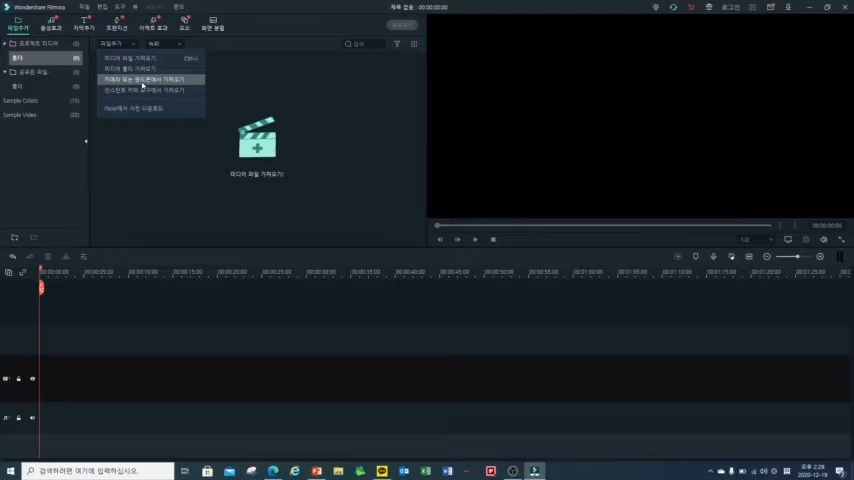 Wondershare Filmora
파일 편집 도구 뷰 내보내기 풀이
제목 없음 : 00:00:00:00
로그인
파일추가 음성효과 자막추가 트랜지션 이펙트 효과 요소 화면 분할
내보내기
프로젝트 미디어 (0)
폴더 (0)
공유된 파일 (0)
폴더 (0)
Sample Colors (15)
Sample Video (20)
파일추가 녹화
검색
미디어 파일 가져오기 Ctrl+I
미디어 폴더 가져오기
카메라 또는 핸드폰에서 가져오기
인스턴트 커터 도구에서 가져오기
Flickr에서 사진 다운로드
미디어 파일 가져오기!
00:00:00:00
1/2
00:00:00:00 00:00:05:00 00:00:10:00 00:00:15:00 00:00:20:00 00:00:25:00 00:00:30:00 00:00:35:00 00:00:40:00 00:00:45:00 00:00:50:00 00:00:55:00 00:01:00:00 00:01:05:00 00:01:10:00 00:01:15:00 00:01:20:00 00:01:25:00
검색하려면 여기에 입력하십시오.
오후 2:29
2020-12-19